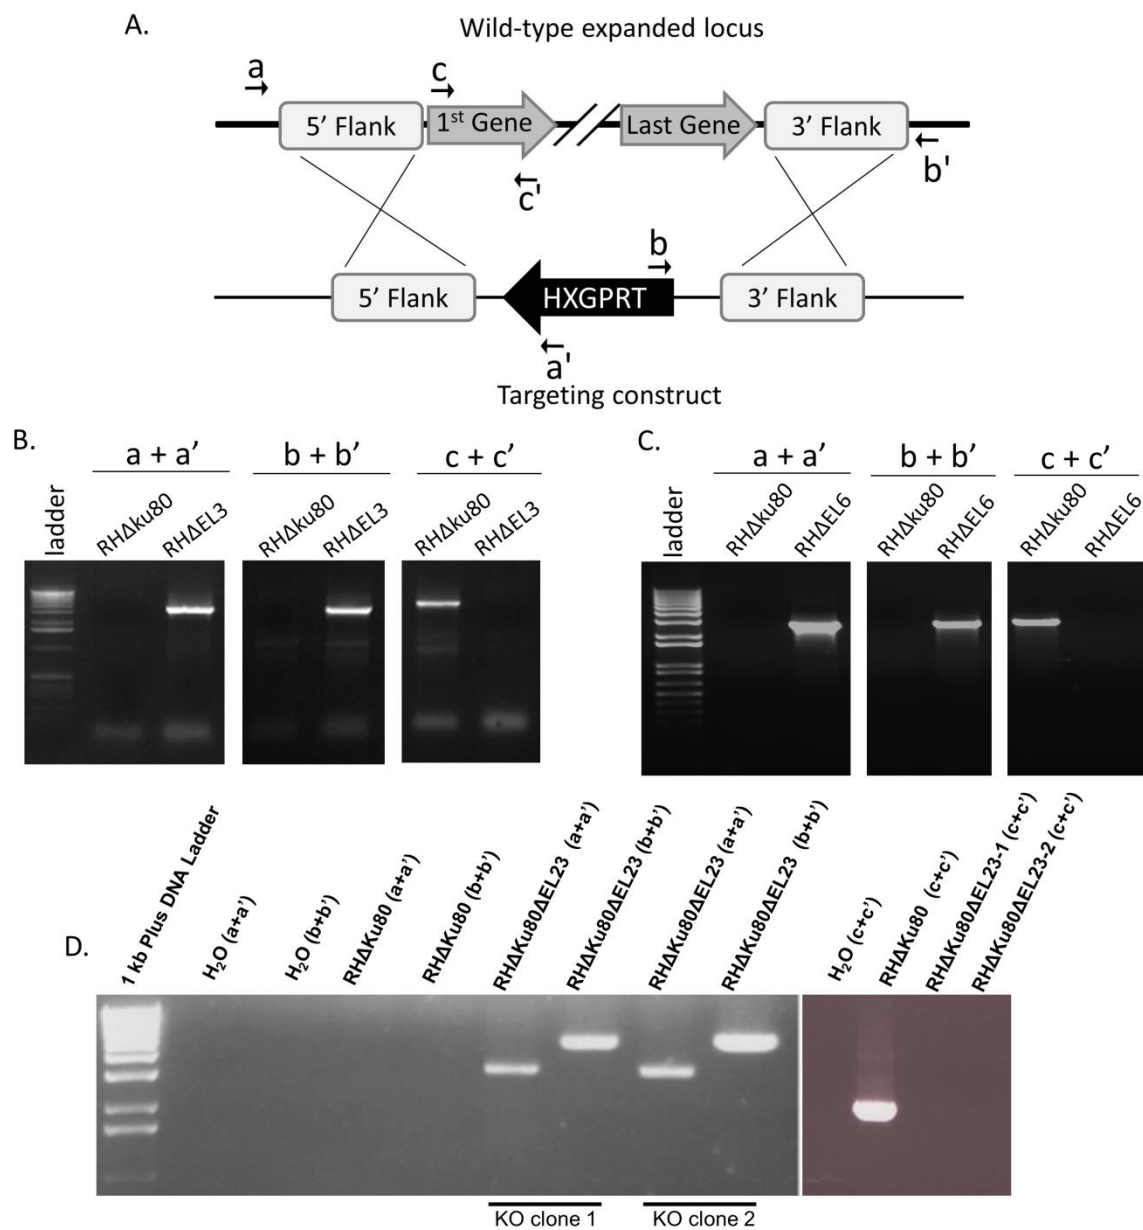 A.
Wild-type expanded locus
a
c
5' Flank
1st Gene
Last Gene
3' Flank
c'
b'
b
5' Flank
HXGPRT
3' Flank
a'
Targeting construct
B.
a + a'
b + b'
c + c'
ladder
RHΔku80
RHΔEL3
RHΔku80
RHΔEL3
RHΔku80
RHΔEL3
C.
a + a'
b + b'
c + c'
ladder
RHΔku80
RHΔEL6
RHΔku80
RHΔEL6
RHΔku80
RHΔEL6
D.
1 kb Plus DNA Ladder
H2O (a+a')
H2O (b+b')
RHΔKu80 (a+a')
RHΔKu80 (b+b')
RHΔKu80ΔEL23 (a+a')
RHΔKu80ΔEL23 (b+b')
RHΔKu80ΔEL23 (a+a')
RHΔKu80ΔEL23 (b+b')
H2O (c+c')
RHΔKu80 (c+c')
RHΔKu80ΔEL23-1 (c+c')
RHΔKu80ΔEL23-2 (c+c')
KO clone 1
KO clone 2